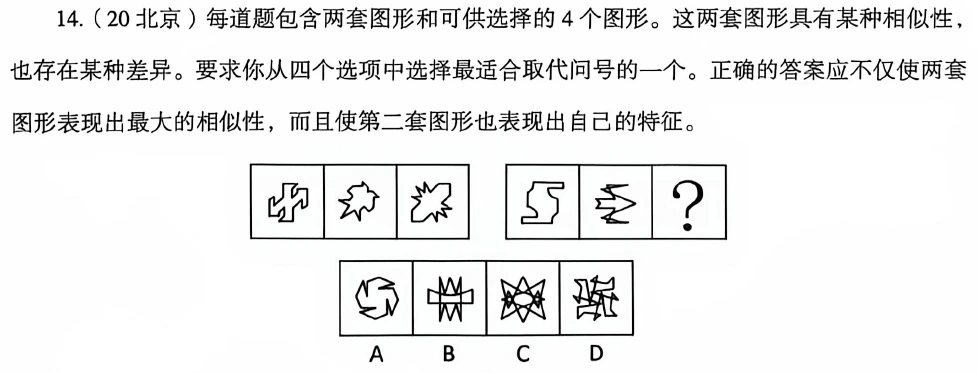 14.（20 北京）每道题包含两套图形和可供选择的 4 个图形。这两套图形具有某种相似性，
也存在某种差异。要求你从四个选项中选择最适合取代问号的一个。正确的答案应不仅使两套
图形表现出最大的相似性，而且使第二套图形也表现出自己的特征。
?
A B C D